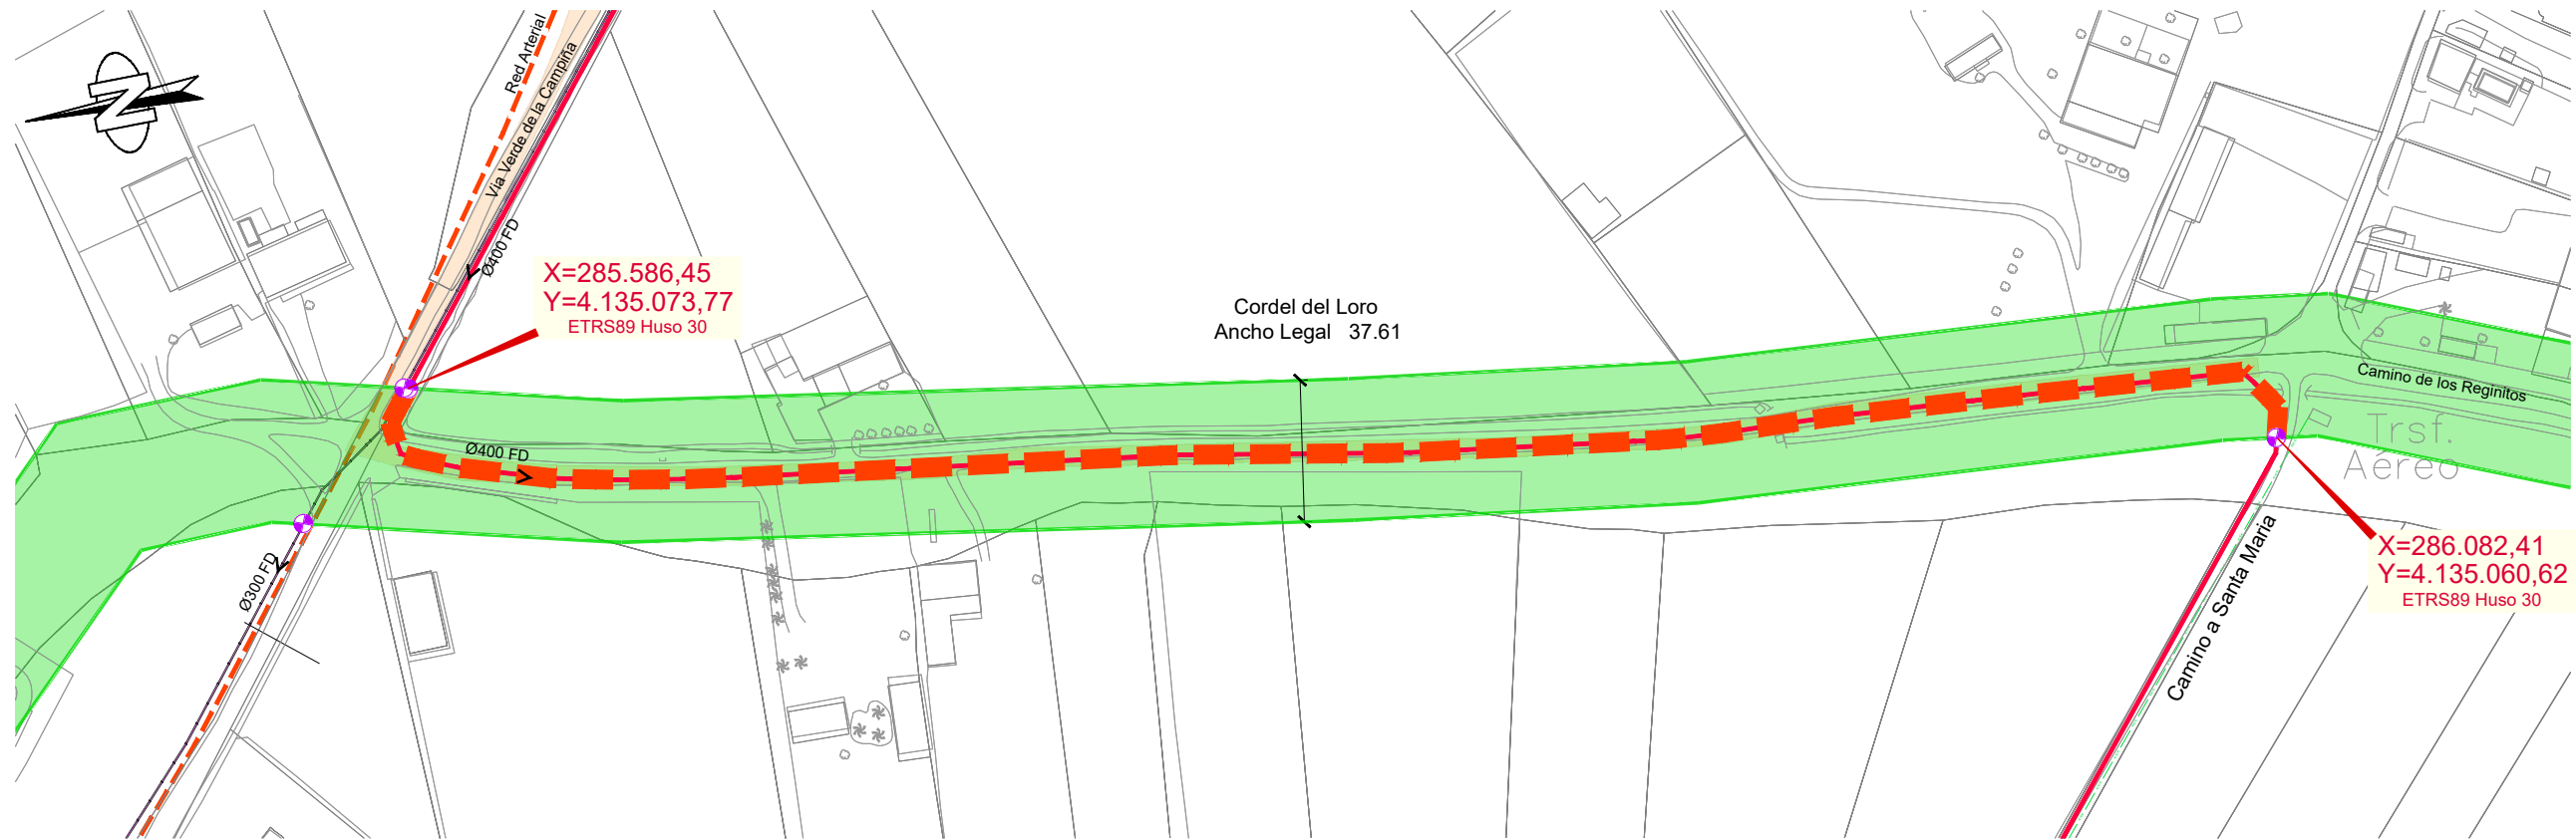 N
Red Arterial
Via Verde de la Campiña
Ø400 FD
X=285.586,45
Y=4.135.073,77
ETRS89 Huso 30
Cordel del Loro
Ancho Legal 37.61
Ø400 FD
Ø300 FD
Camino de los Reginitos
Trsf.
Aéreo
X=286.082,41
Y=4.135.060,62
ETRS89 Huso 30
Camino a Santa Maria